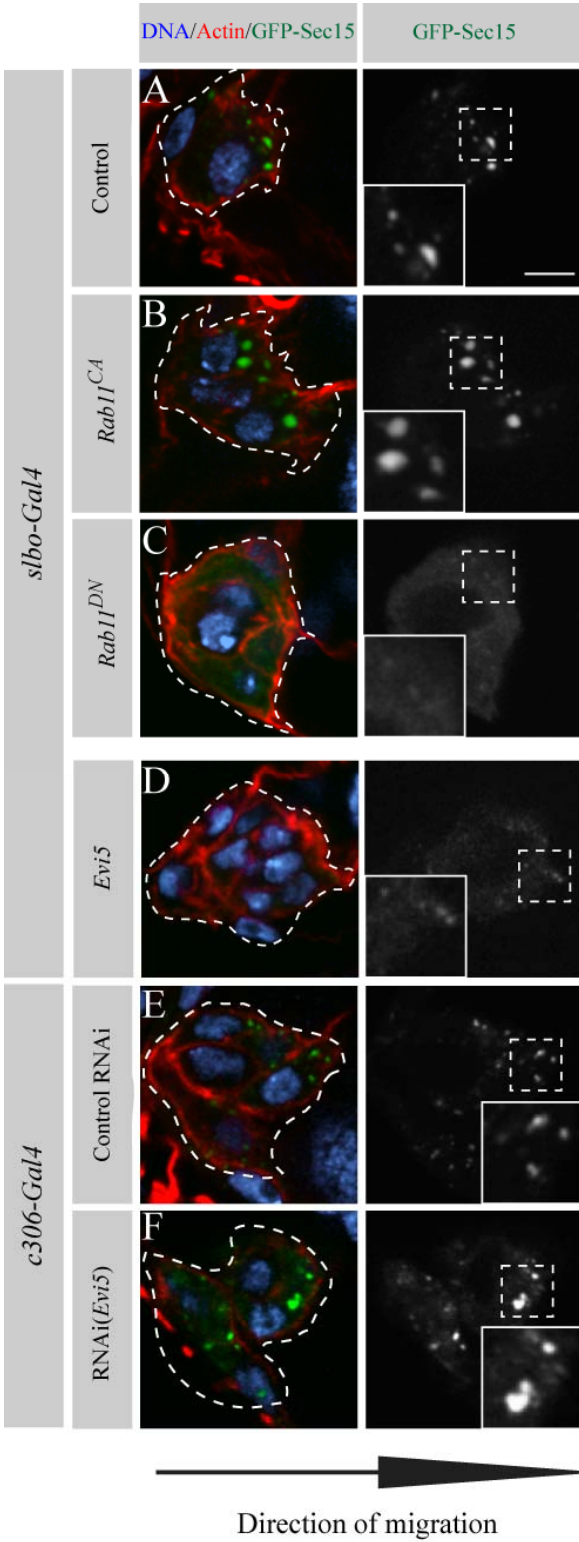 DNA/Actin/GFP-Sec15
GFP-Sec15
slbo-Gal4
Control
A
Rab11CA
B
Rab11DN
C
Evi5
D
c306-Gal4
Control RNAi
E
RNAi(Evi5)
F
Direction of migration